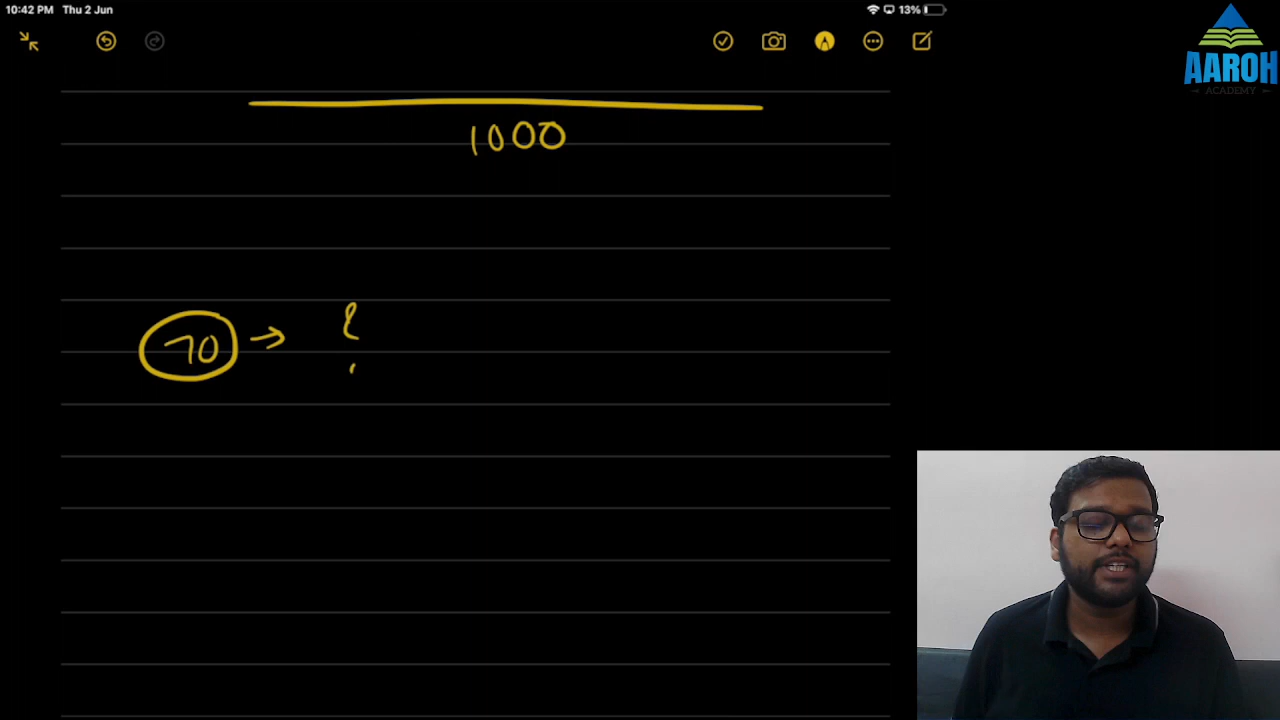 10:42 PM Thu 2 Jun
13%
AAROH
ACADEMY
1000
70 → ?